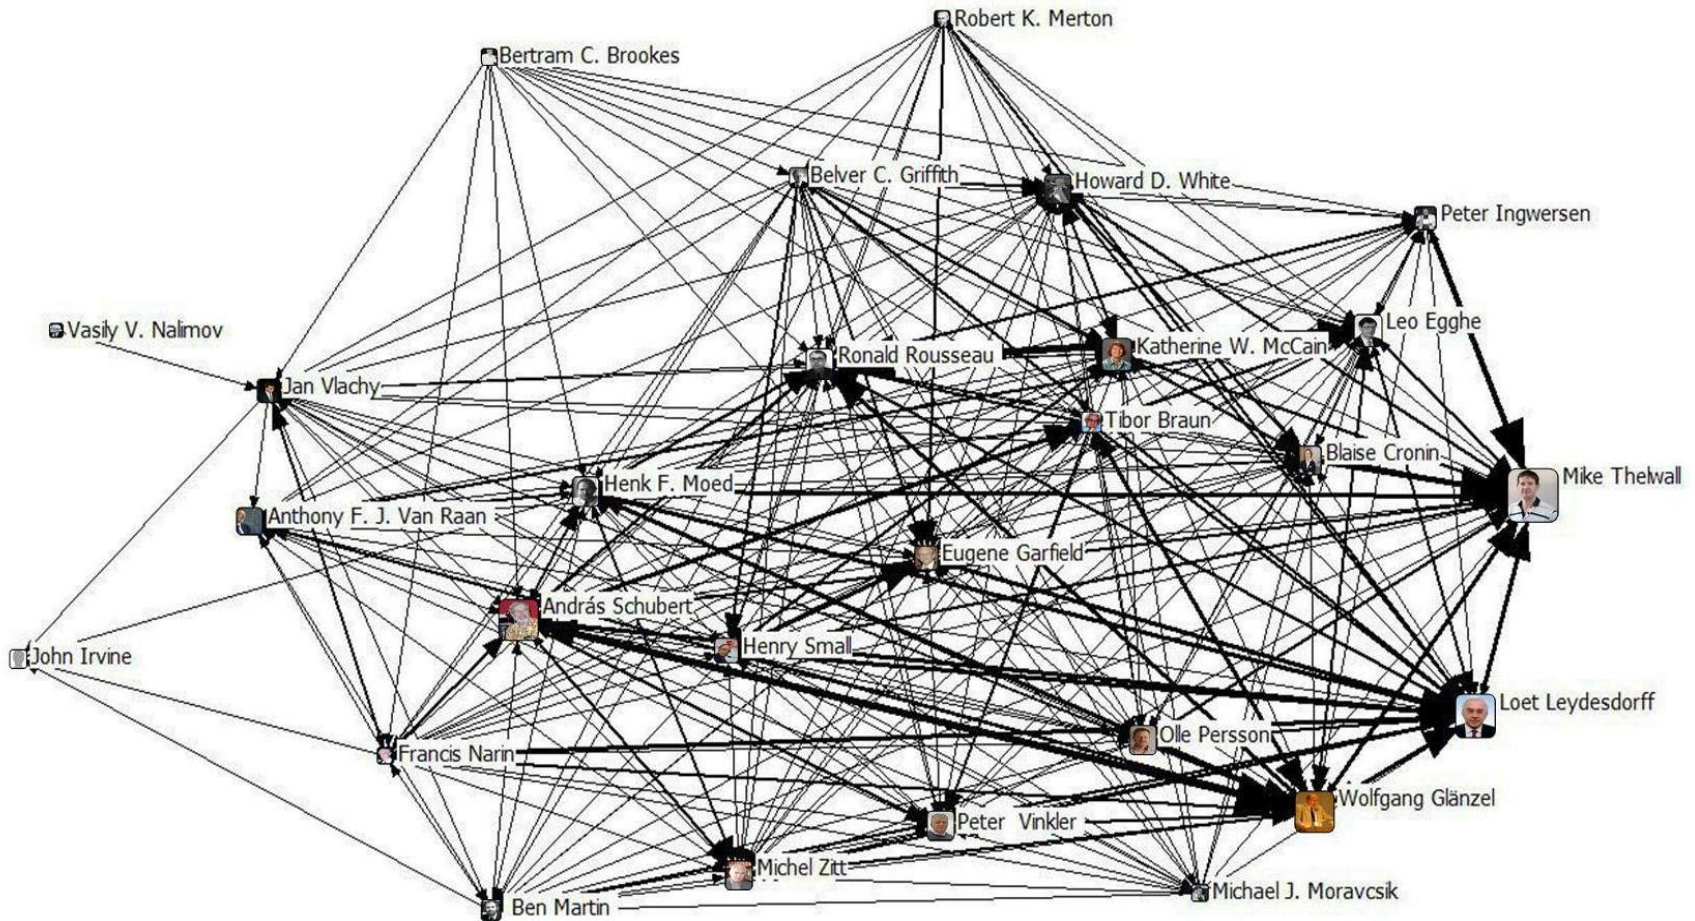 Robert K. Merton
Bertram C. Brookes
Belver C. Griffith
Howard D. White
Peter Ingwersen
Leo Egghe
Vasily V. Nalimov
Ronald Rousseau
Katherine W. McCain
Jan Vlachy
Tibor Braun
Blaise Cronin
Mike Thelwall
Henk F. Moed
Anthony F. J. Van Raan
Eugene Garfield
András Schubert
Henry Small
John Irvine
Loet Leydesdorff
Olle Persson
Francis Narin
Wolfgang Glänzel
Peter Vinkler
Michel Zitt
Michael J. Moravcsik
Ben Martin